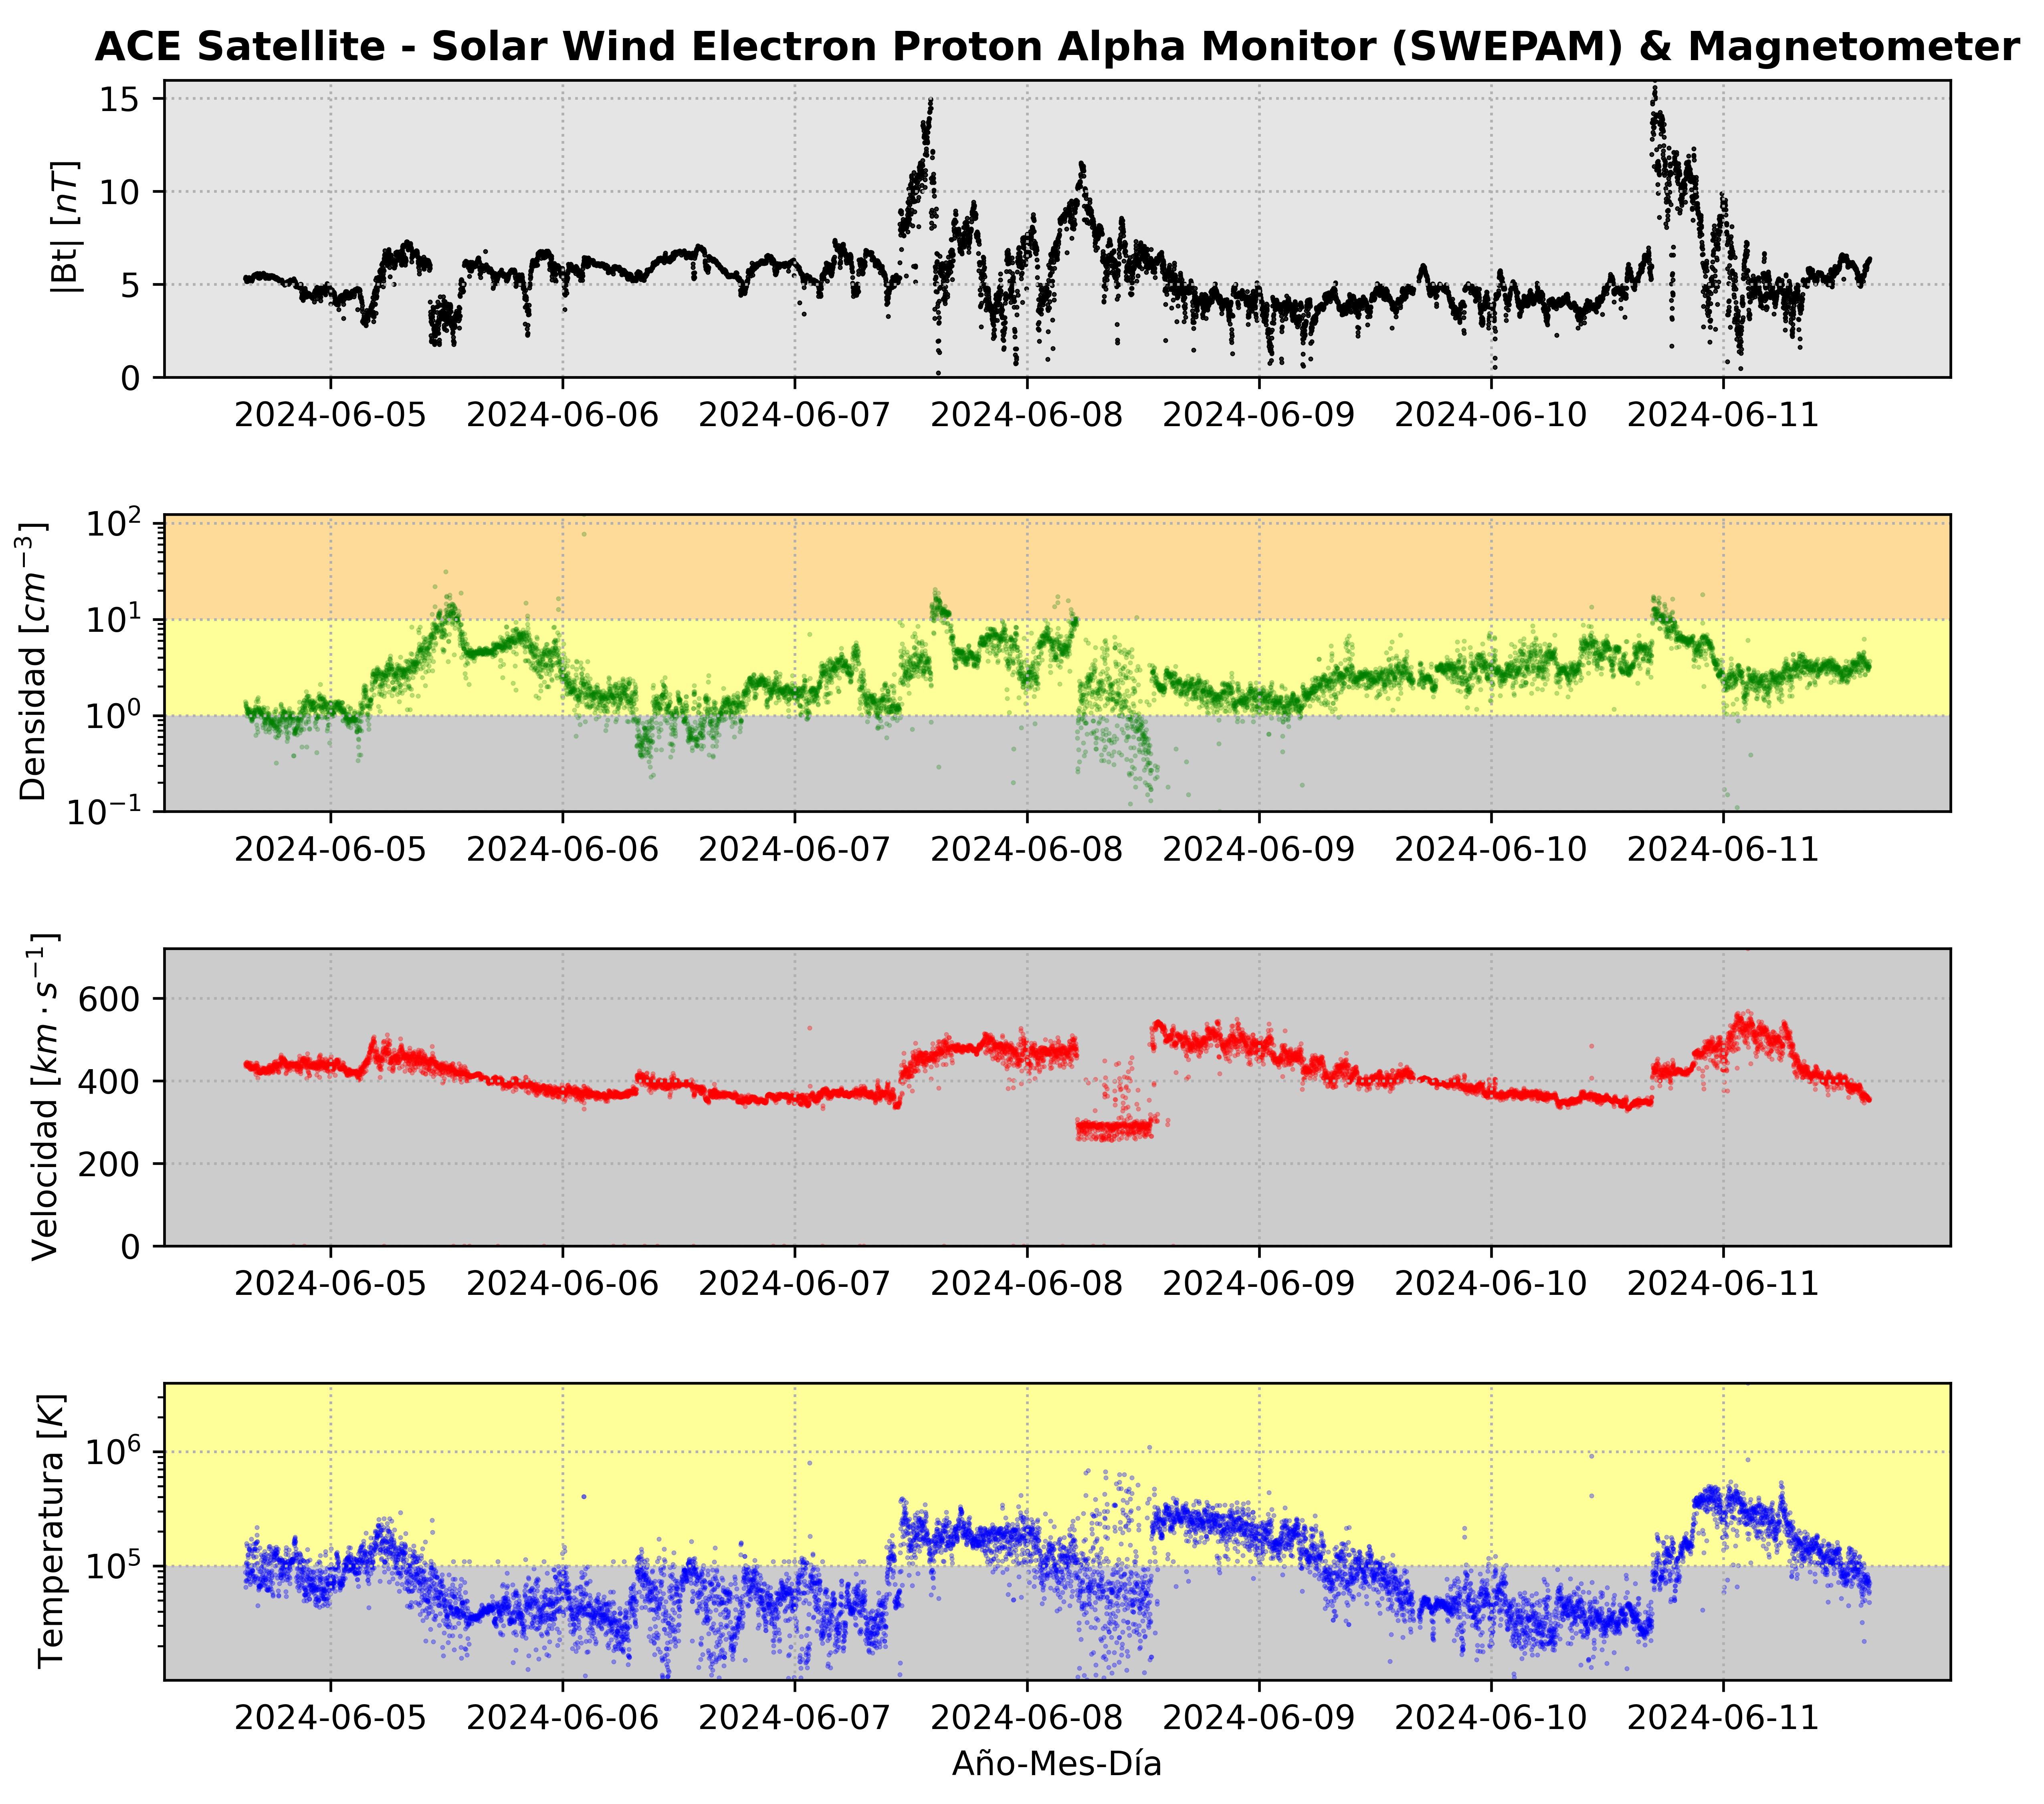 ACE Satellite - Solar Wind Electron Proton Alpha Monitor (SWEPAM) & Magnetometer
|Bt| [nT]
15
10
5
0
2024-06-05 2024-06-06 2024-06-07 2024-06-08 2024-06-09 2024-06-10 2024-06-11
Densidad [cm⁻³]
10²
10¹
10⁰
10⁻¹
2024-06-05 2024-06-06 2024-06-07 2024-06-08 2024-06-09 2024-06-10 2024-06-11
Velocidad [km · s⁻¹]
600
400
200
0
2024-06-05 2024-06-06 2024-06-07 2024-06-08 2024-06-09 2024-06-10 2024-06-11
Temperatura [K]
10⁶
10⁵
2024-06-05 2024-06-06 2024-06-07 2024-06-08 2024-06-09 2024-06-10 2024-06-11
Año-Mes-Día